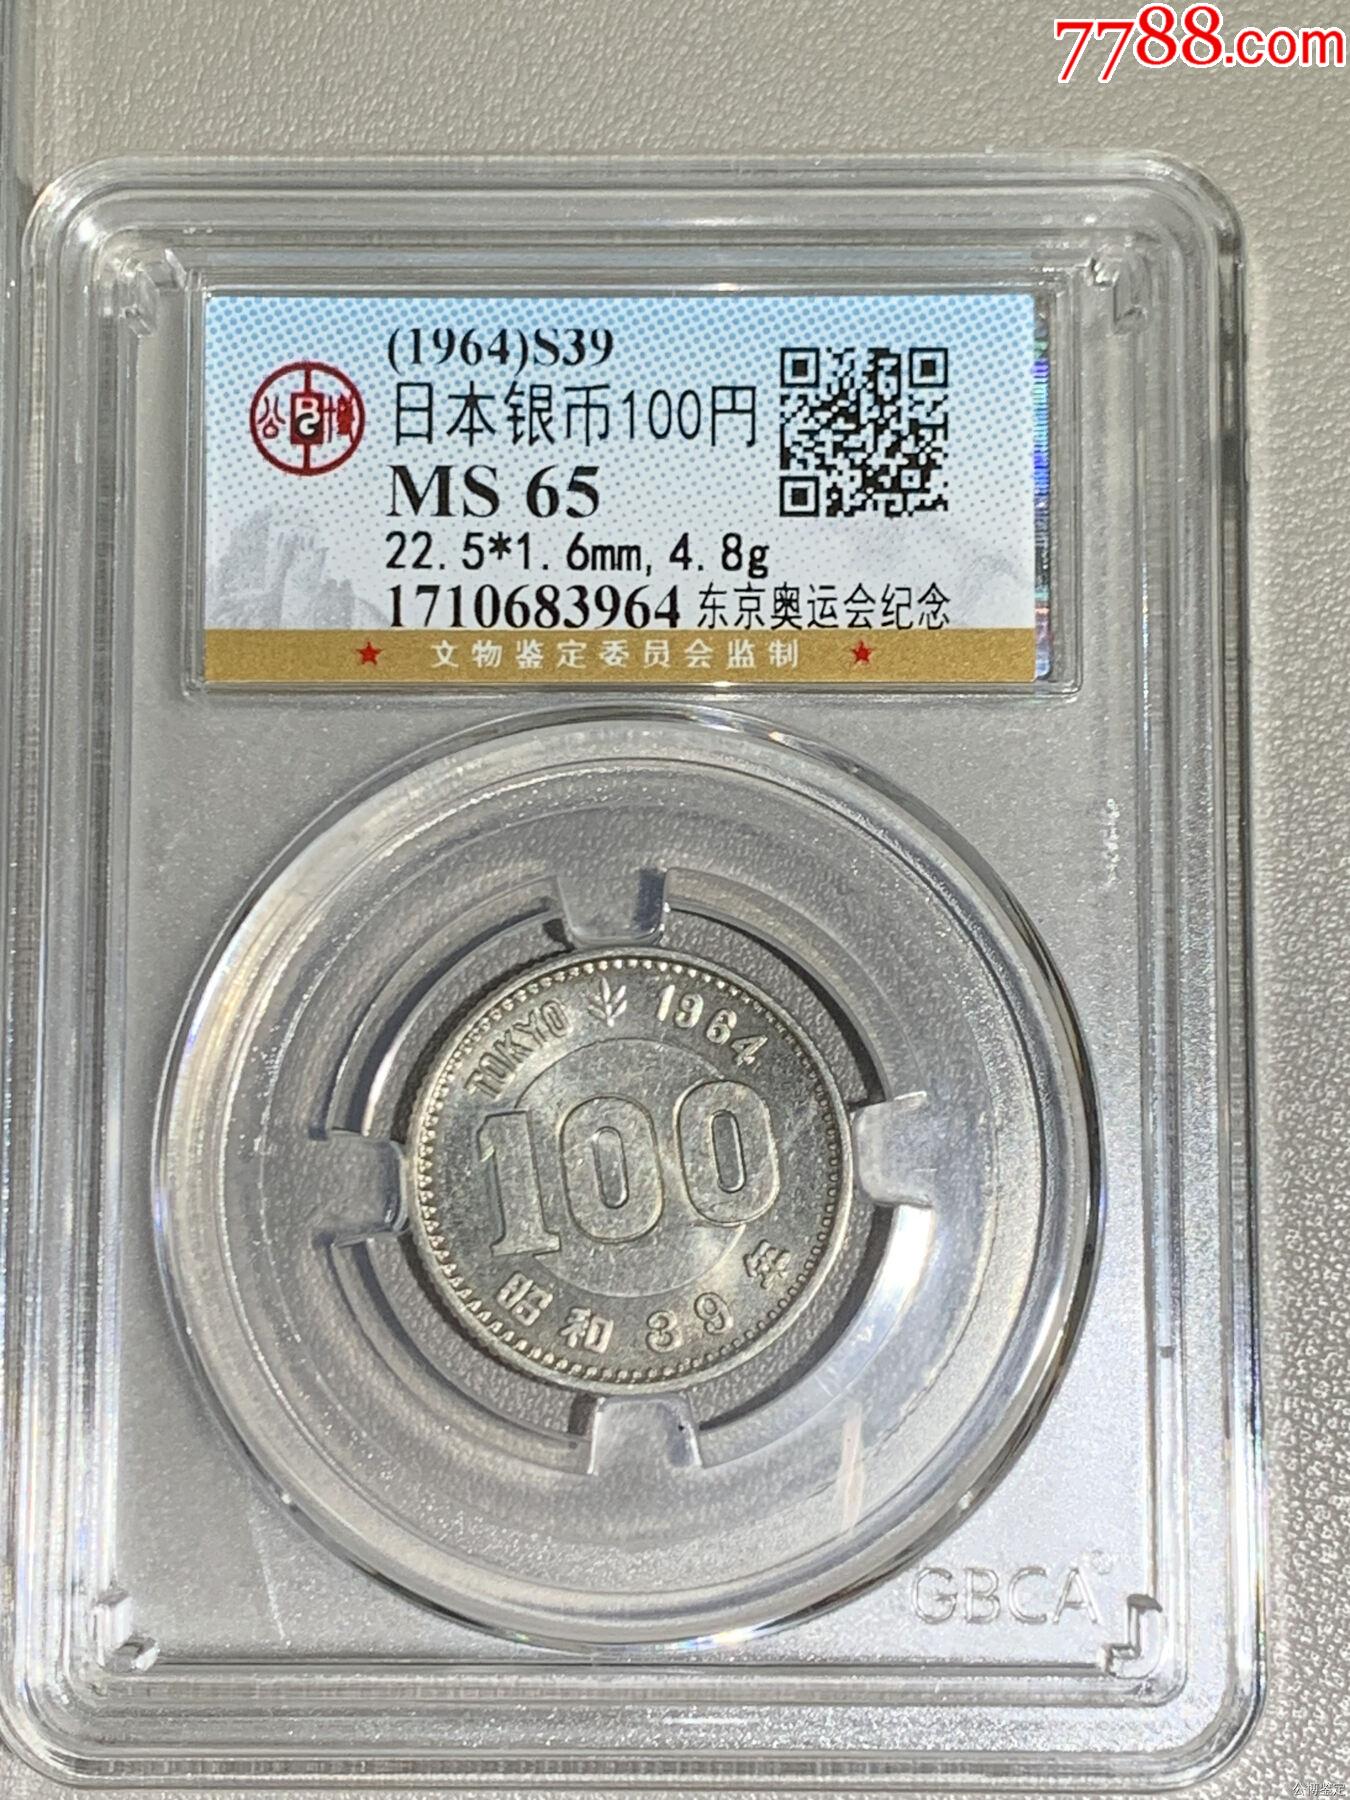 7788.com
(1964)S39
日本银币100円
公 博
MS 65
22.5*1.6mm,4.8g
1710683964 东京奥运会纪念
★ 文物鉴定委员会监制 ★
TOKYO 1964
100
昭和39年
GBCA
公博鉴定